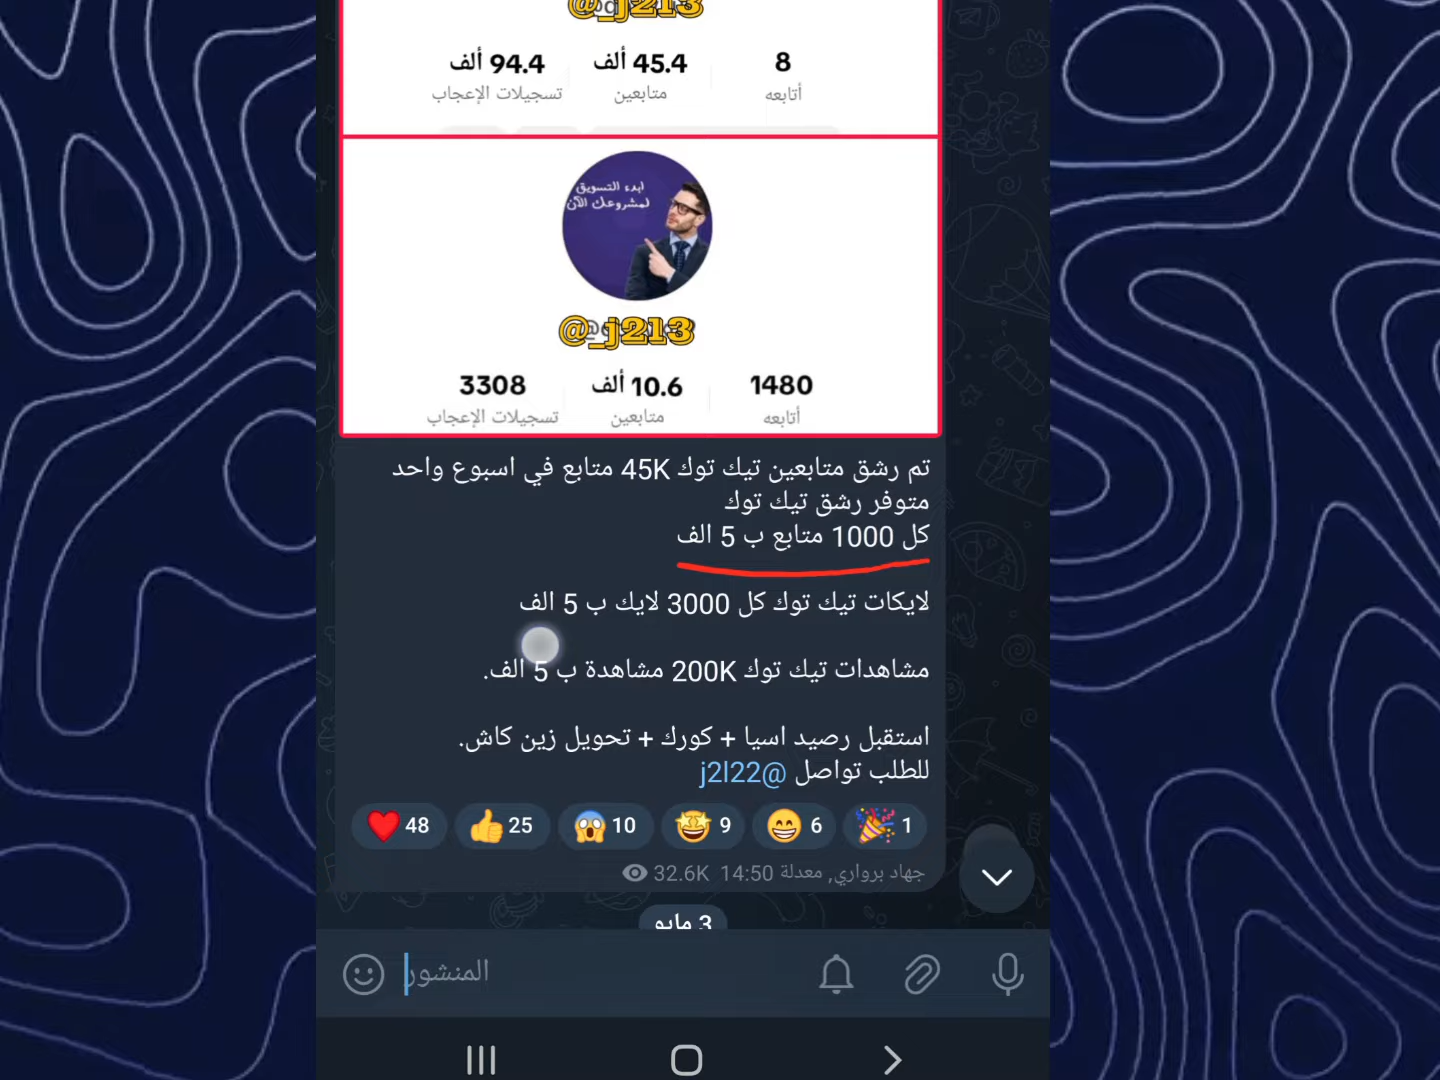 @_j213
94.4 ألف 45.4 ألف 8
تسجيلات الإعجاب متابعين أتابعه
ابدء التسويق
لمشروعك الآن
@_j213
3308 10.6 ألف 1480
تسجيلات الإعجاب متابعين أتابعه
تم رشق متابعين تيك توك 45K متابع في اسبوع واحد
متوفر رشق تيك توك
كل 1000 متابع ب 5 الف
لايكات تيك توك كل 3000 لايك ب 5 الف
مشاهدات تيك توك 200K مشاهدة ب 5 الف.
استقبل رصيد اسيا + كورك + تحويل زين كاش.
للطلب تواصل @j2l22
48 25 10 9 6 1
32.6K 14:50 جهاد برواري, معدلة
3 مايو
المنشور